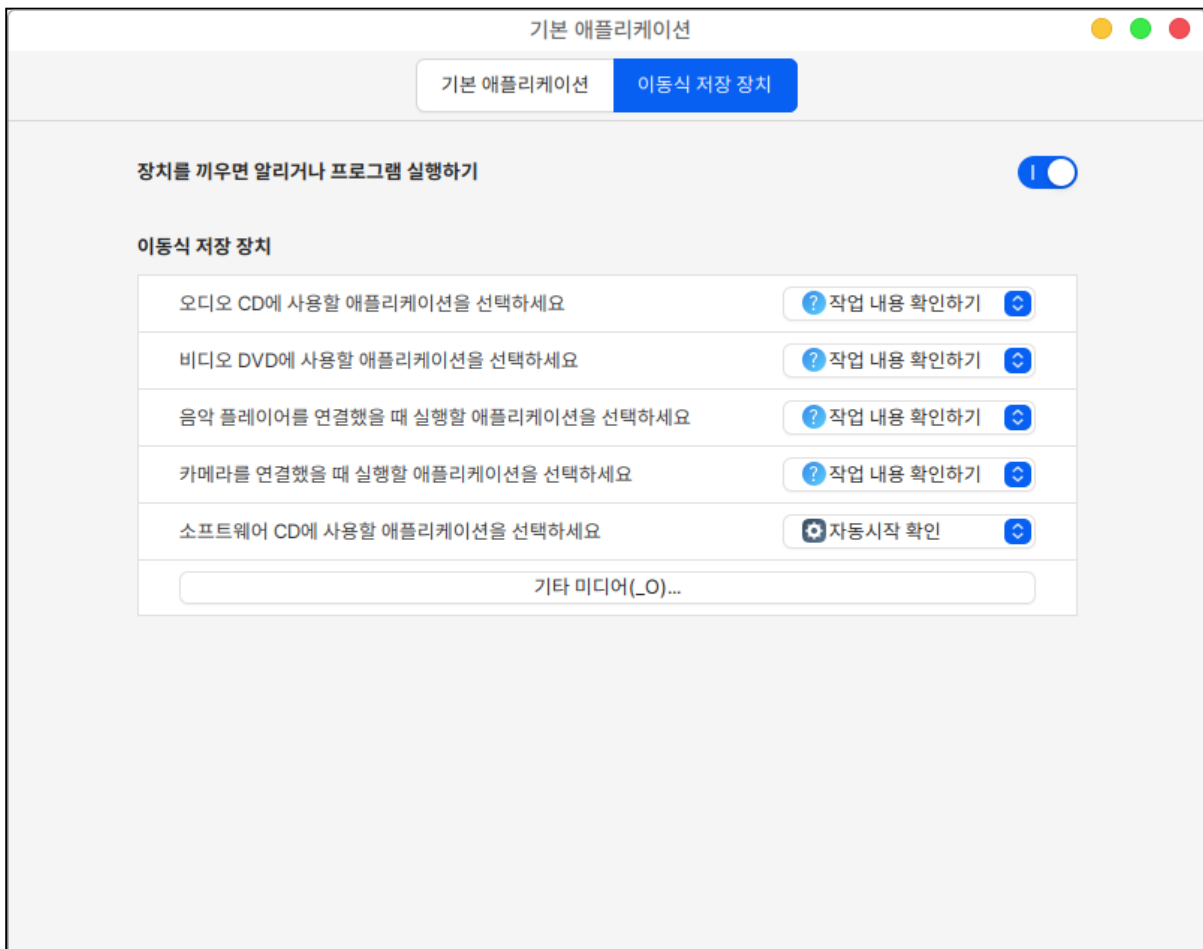 기본 애플리케이션
기본 애플리케이션
이동식 저장 장치
장치를 끼우면 알리거나 프로그램 실행하기
이동식 저장 장치
오디오 CD에 사용할 애플리케이션을 선택하세요
작업 내용 확인하기
비디오 DVD에 사용할 애플리케이션을 선택하세요
작업 내용 확인하기
음악 플레이어를 연결했을 때 실행할 애플리케이션을 선택하세요
작업 내용 확인하기
카메라를 연결했을 때 실행할 애플리케이션을 선택하세요
작업 내용 확인하기
소프트웨어 CD에 사용할 애플리케이션을 선택하세요
자동시작 확인
기타 미디어(_O)...